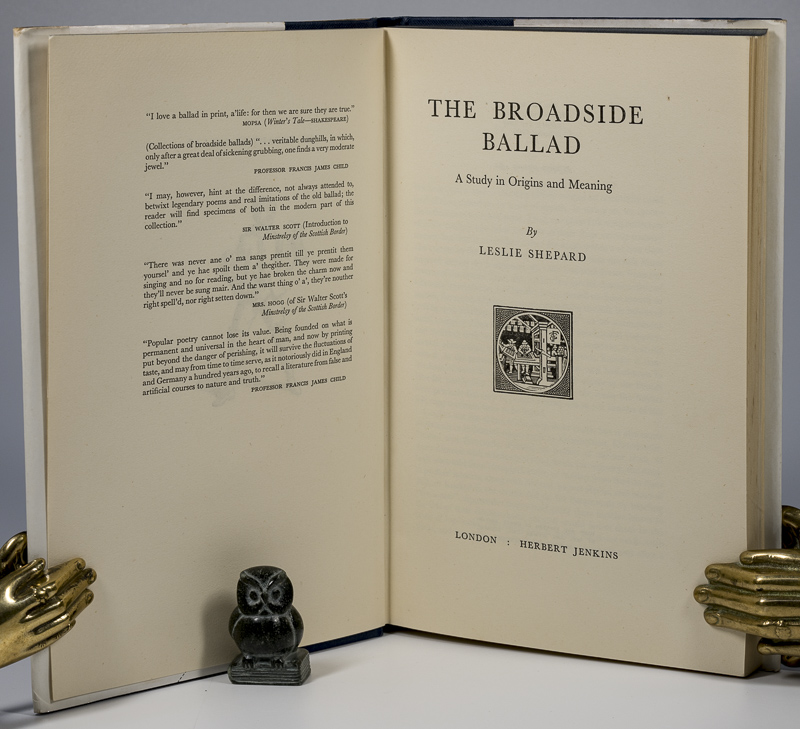 “I love a ballad in print, a’life: for then we are sure they are true.”
MOPSA (Winter’s Tale—SHAKESPEARE)
(Collections of broadside ballads) “. . . veritable dunghills, in which,
only after a great deal of sickening grubbing, one finds a very moderate
jewel.”
PROFESSOR FRANCIS JAMES CHILD
“I may, however, hint at the difference, not always attended to,
betwixt legendary poems and real imitations of the old ballad; the
reader will find specimens of both in the modern part of this
collection.”
SIR WALTER SCOTT (Introduction to
Minstrelsy of the Scottish Border)
“There was never ane o’ ma sangs prentit till ye prentit them
yoursel’ and ye hae spoilt them a’ thegither. They were made for
singing and no for reading, but ye hae broken the charm now and
they’ll never be sung mair. And the warst thing o’ a’, they’re nouther
right spell’d, nor right setten down.”
MRS. HOGG (of Sir Walter Scott’s
Minstrelsy of the Scottish Border)
“Popular poetry cannot lose its value. Being founded on what is
permanent and universal in the heart of man, and now by printing
put beyond the danger of perishing, it will survive the fluctuations of
taste, and may from time to time serve, as it notoriously did in England
and Germany a hundred years ago, to recall a literature from false and
artificial courses to nature and truth.”
PROFESSOR FRANCIS JAMES CHILD
THE BROADSIDE
BALLAD
A Study in Origins and Meaning
By
LESLIE SHEPARD
LONDON : HERBERT JENKINS